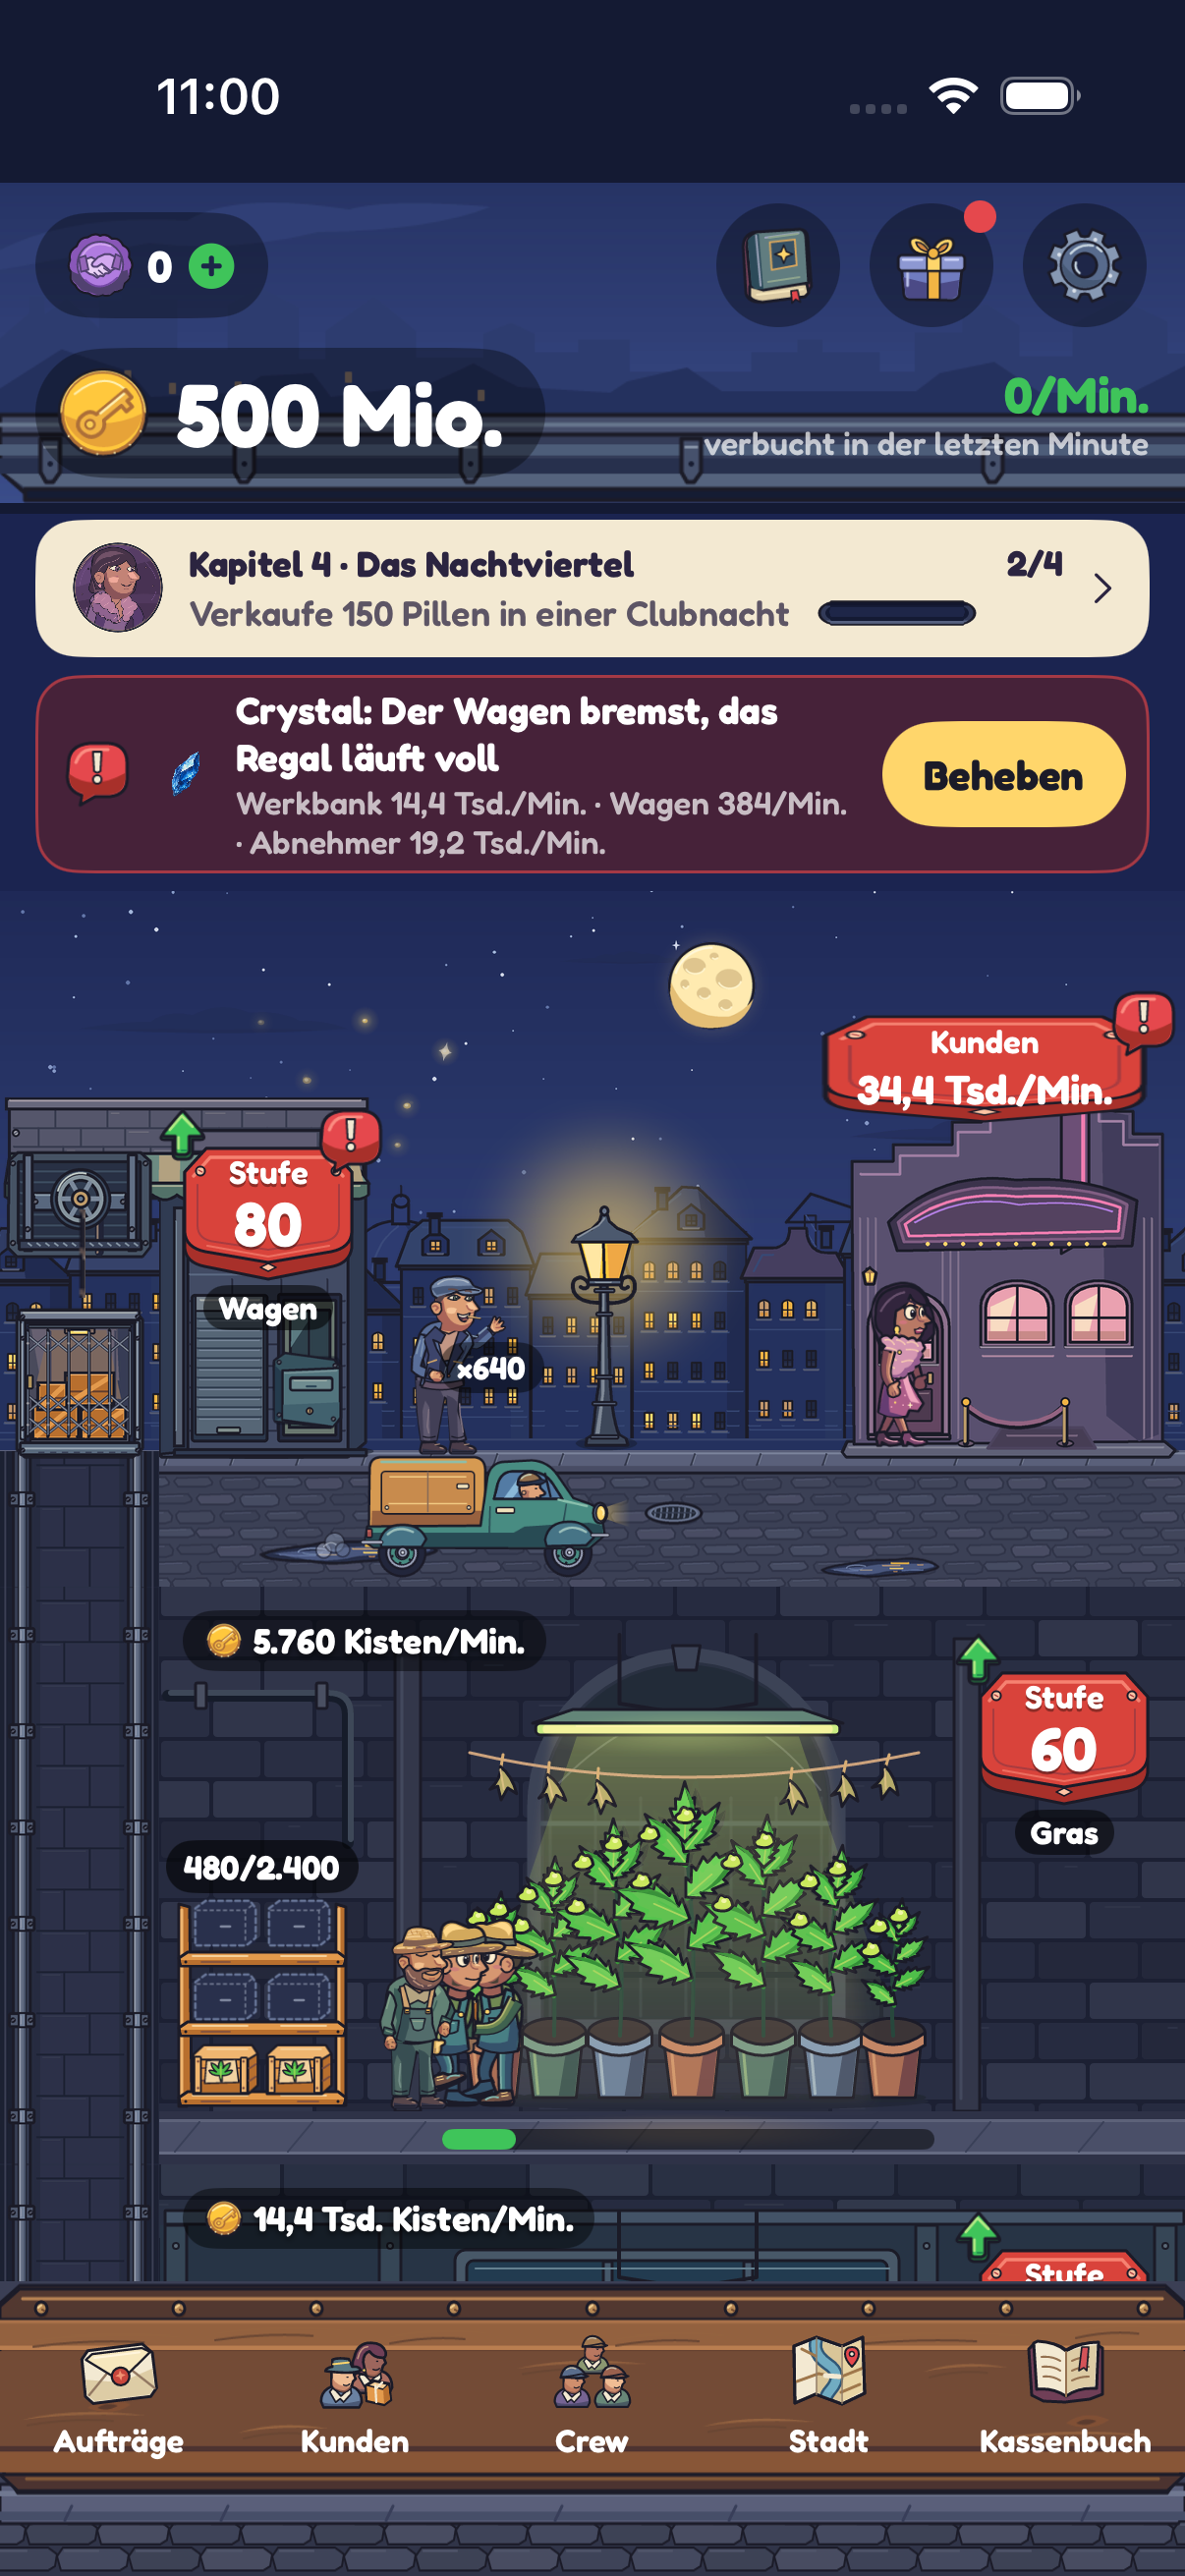 11:00
0
500 Mio.
0/Min.
verbucht in der letzten Minute
Kapitel 4 · Das Nachtviertel
2/4
Verkaufe 150 Pillen in einer Clubnacht
Crystal: Der Wagen bremst, das
Regal läuft voll
Werkbank 14,4 Tsd./Min. · Wagen 384/Min.
· Abnehmer 19,2 Tsd./Min.
Beheben
Kunden
34,4 Tsd./Min.
Stufe
80
Wagen
×640
5.760 Kisten/Min.
Stufe
60
Gras
480/2.400
14,4 Tsd. Kisten/Min.
Stufe
Aufträge
Kunden
Crew
Stadt
Kassenbuch